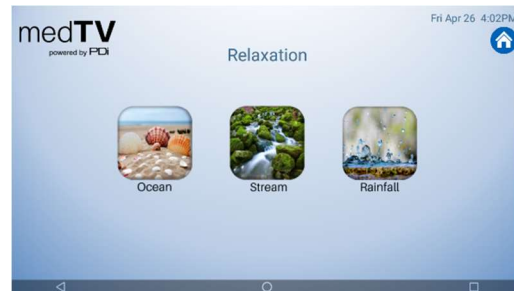 medTV
powered by PDi
Fri Apr 26 4:02PM
Relaxation
Ocean
Stream
Rainfall